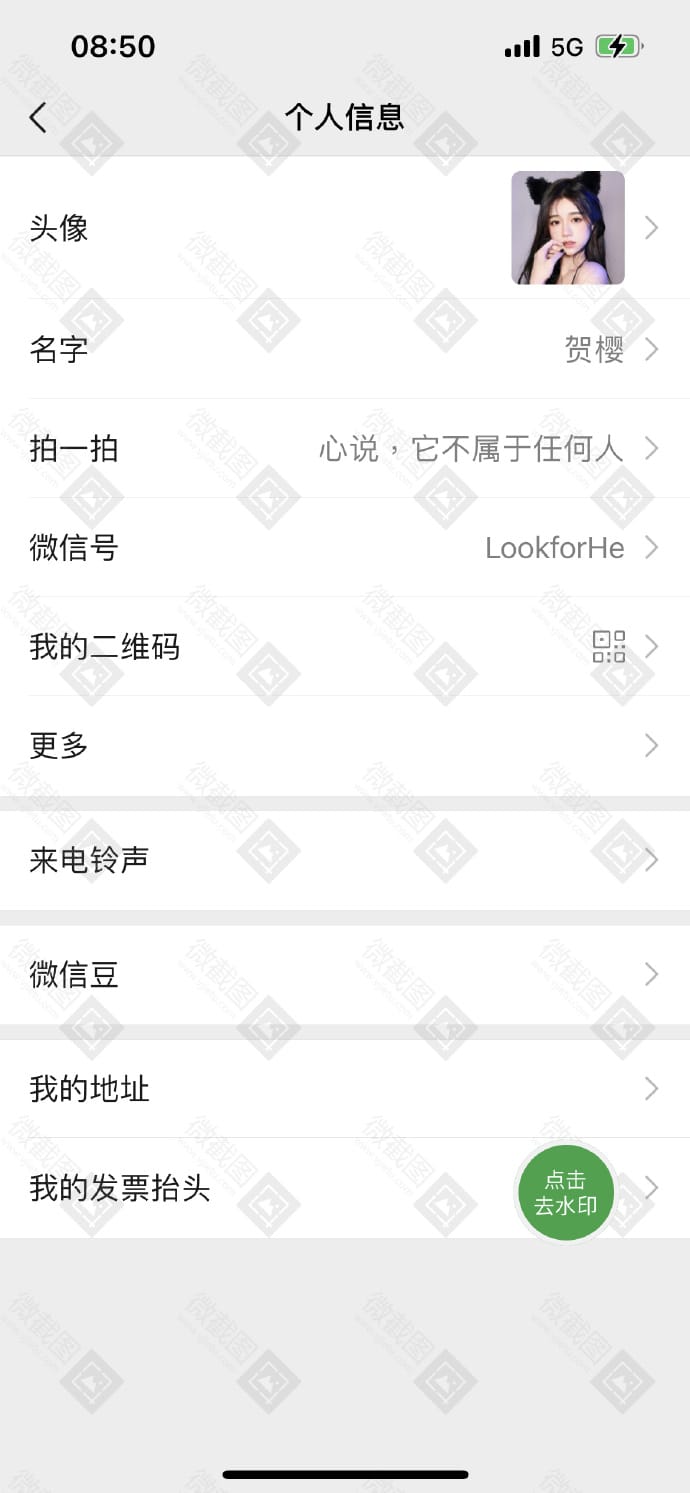 08:50
5G
个人信息
头像
名字
贺樱
拍一拍
心说，它不属于任何人
微信号
LookforHe
我的二维码
更多
来电铃声
微信豆
我的地址
我的发票抬头
点击
去水印
微截图